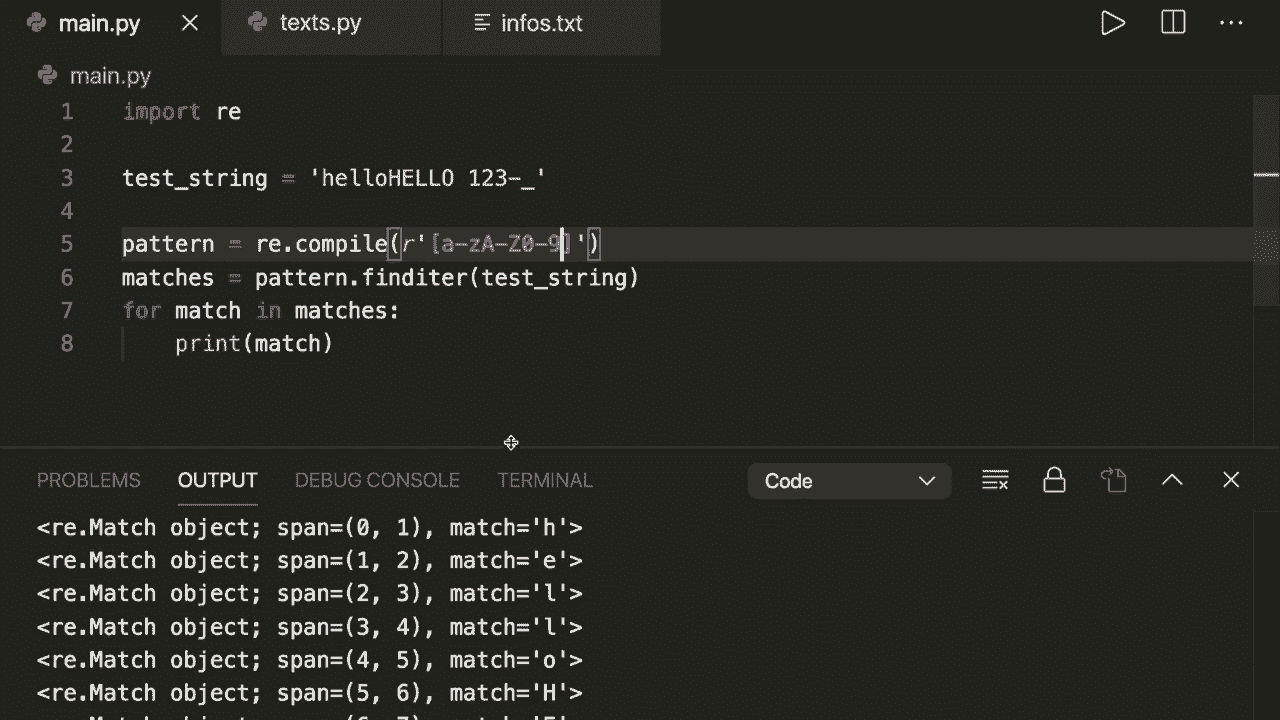 main.py texts.py infos.txt
main.py
1 import re
2
3 test_string = 'helloHELLO 123-_'
4
5 pattern = re.compile(r'[a-zA-Z0-9]')
6 matches = pattern.finditer(test_string)
7 for match in matches:
8 print(match)
PROBLEMS OUTPUT DEBUG CONSOLE TERMINAL Code
<re.Match object; span=(0, 1), match='h'>
<re.Match object; span=(1, 2), match='e'>
<re.Match object; span=(2, 3), match='l'>
<re.Match object; span=(3, 4), match='l'>
<re.Match object; span=(4, 5), match='o'>
<re.Match object; span=(5, 6), match='H'>